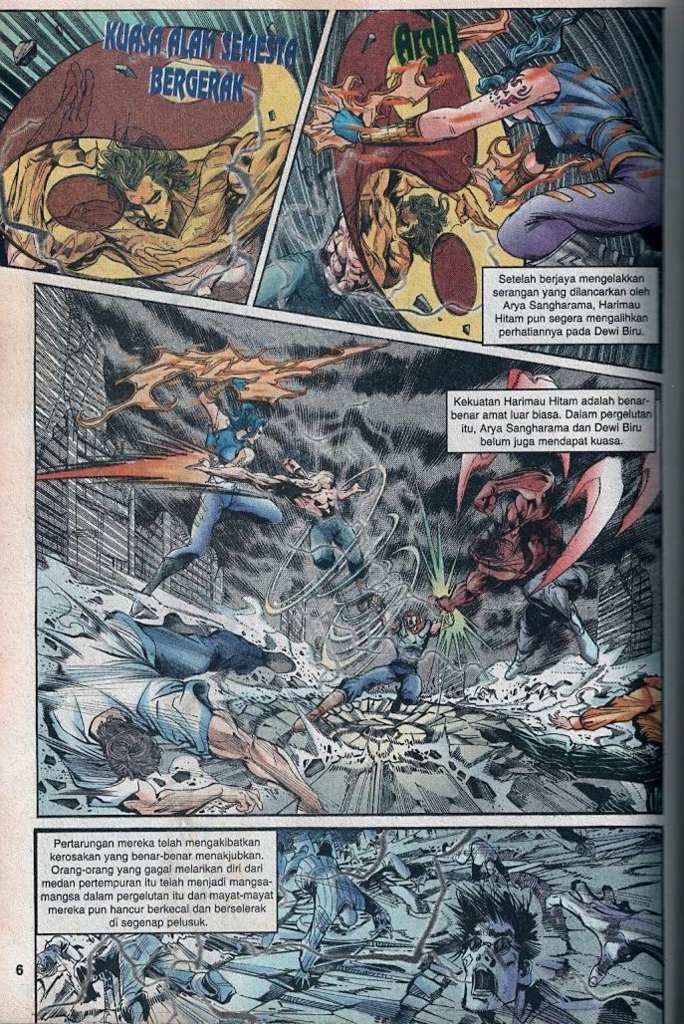 KUASA ALAM SEMESTA
BERGERAK
Argh!
Setelah berjaya mengelakkan
serangan yang dilancarkan oleh
Arya Sangharama, Harimau
Hitam pun segera mengalihkan
perhatiannya pada Dewi Biru.
Kekuatan Harimau Hitam adalah benar-
benar amat luar biasa. Dalam pergelutan
itu, Arya Sangharama dan Dewi Biru
belum juga mendapat kuasa.
Pertarungan mereka telah mengakibatkan
kerosakan yang benar-benar menakjubkan.
Orang-orang yang gagal melarikan diri dari
medan pertempuran itu telah menjadi mangsa-
mangsa dalam pergelutan itu dan mayat-mayat
mereka pun hancur berkecai dan berselerak
di segenap pelusuk.
6